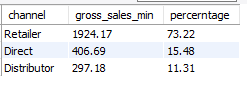 channel gross_sales_min percerntage
Retailer 1924.17 73.22
Direct 406.69 15.48
Distributor 297.18 11.31